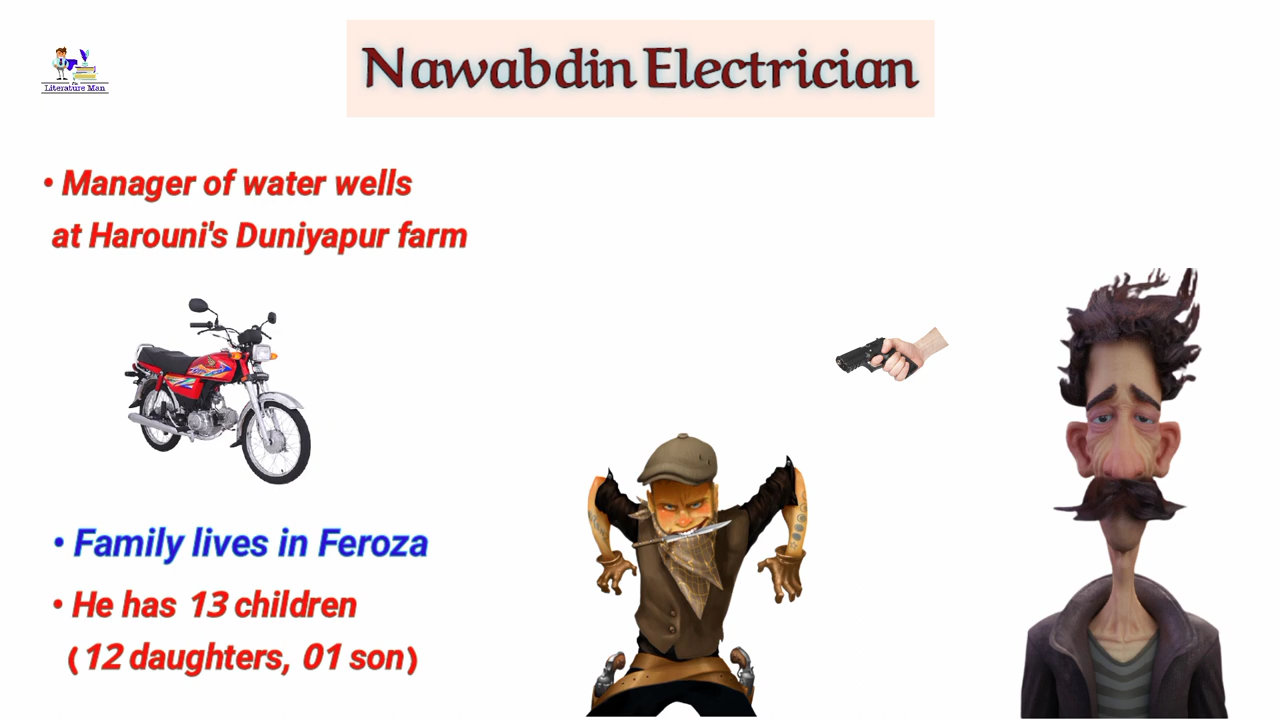 Nawabdin Electrician
Literature Man
• Manager of water wells
at Harouni's Duniyapur farm
• Family lives in Feroza
• He has 13 children
(12 daughters, 01 son)